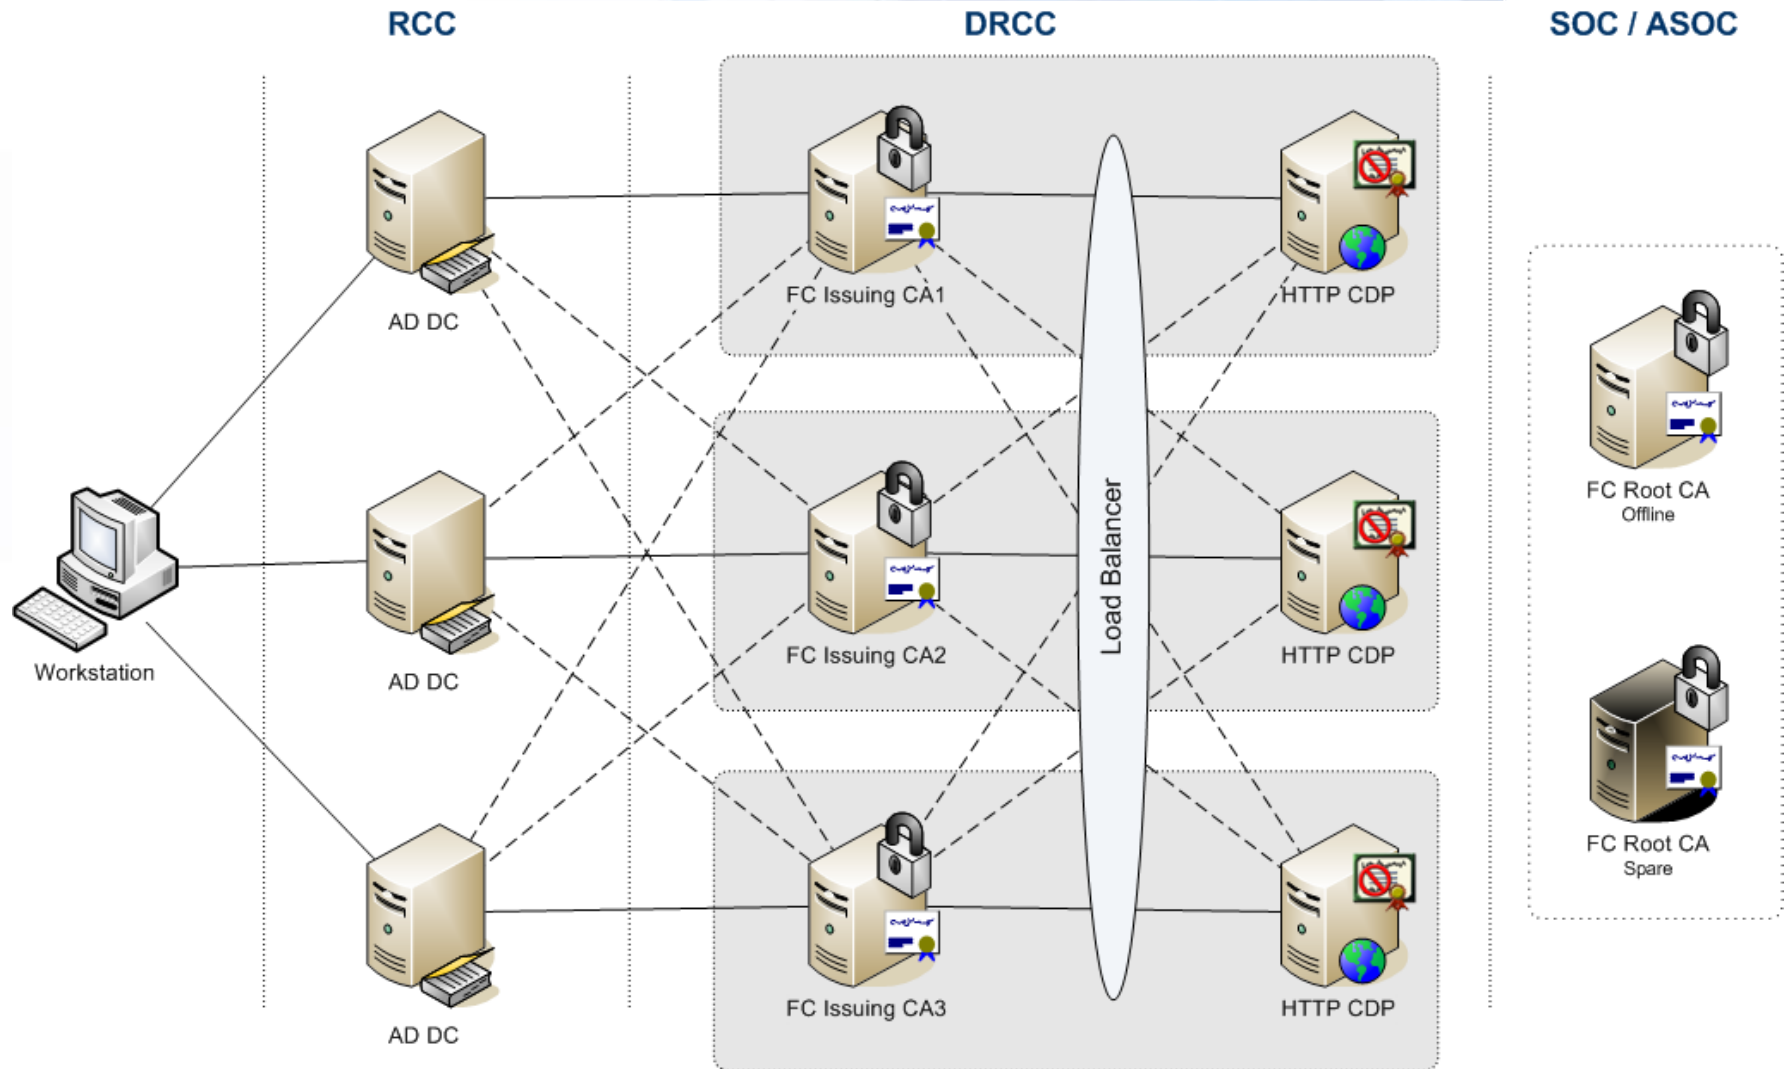 RCC
DRCC
SOC / ASOC
AD DC
FC Issuing CA1
HTTP CDP
Workstation
AD DC
FC Issuing CA2
Load Balancer
HTTP CDP
FC Root CA
Offline
AD DC
FC Issuing CA3
HTTP CDP
FC Root CA
Spare